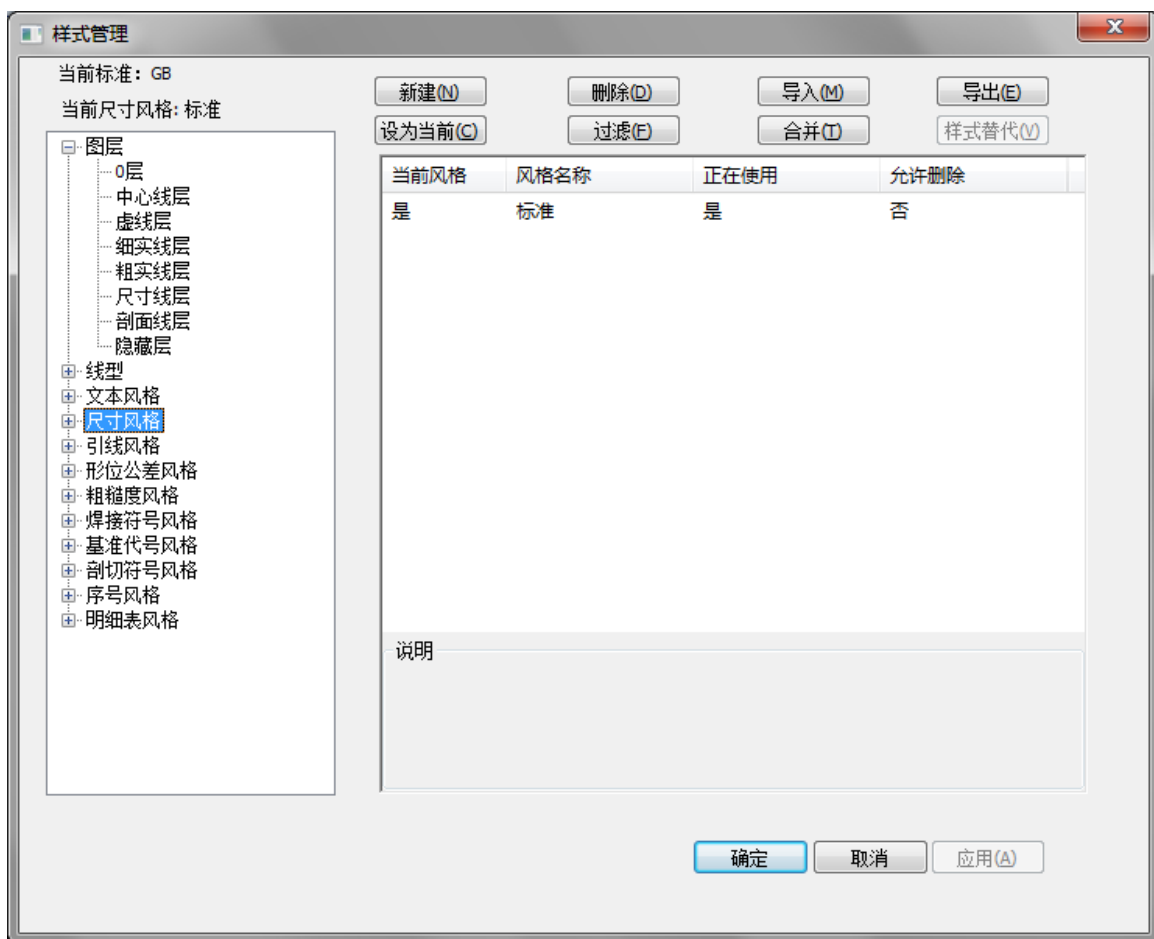 样式管理
当前标准: GB
当前尺寸风格: 标准
新建(N) 删除(D) 导入(M) 导出(E)
设为当前(C) 过滤(F) 合并(T) 样式替代(V)
图层
0层
中心线层
虚线层
细实线层
粗实线层
尺寸线层
剖面线层
隐藏层
线型
文本风格
尺寸风格
引线风格
形位公差风格
粗糙度风格
焊接符号风格
基准代号风格
剖切符号风格
序号风格
明细表风格
当前风格 风格名称 正在使用 允许删除
是 标准 是 否
说明
确定 取消 应用(A)